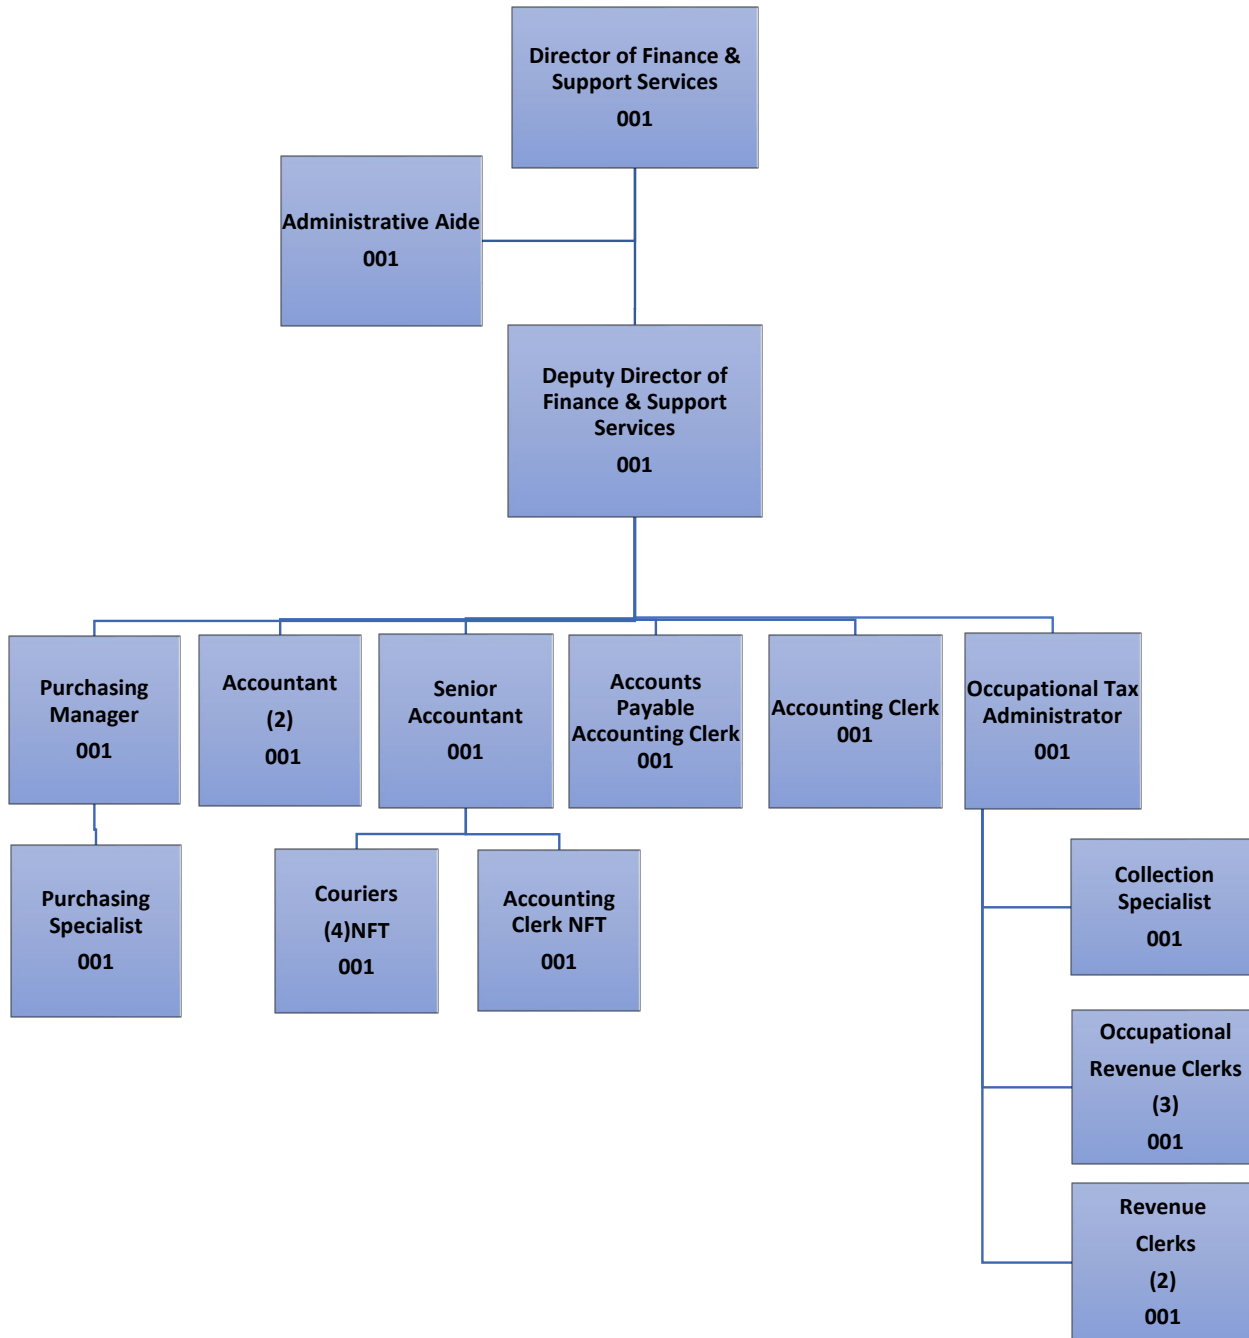 Director of Finance &
Support Services
001
Administrative Aide
001
Deputy Director of
Finance & Support
Services
001
Purchasing
Manager
001
Accountant
(2)
001
Senior
Accountant
001
Accounts
Payable
Accounting Clerk
001
Accounting Clerk
001
Occupational Tax
Administrator
001
Purchasing
Specialist
001
Couriers
(4)NFT
001
Accounting
Clerk NFT
001
Collection
Specialist
001
Occupational
Revenue Clerks
(3)
001
Revenue
Clerks
(2)
001